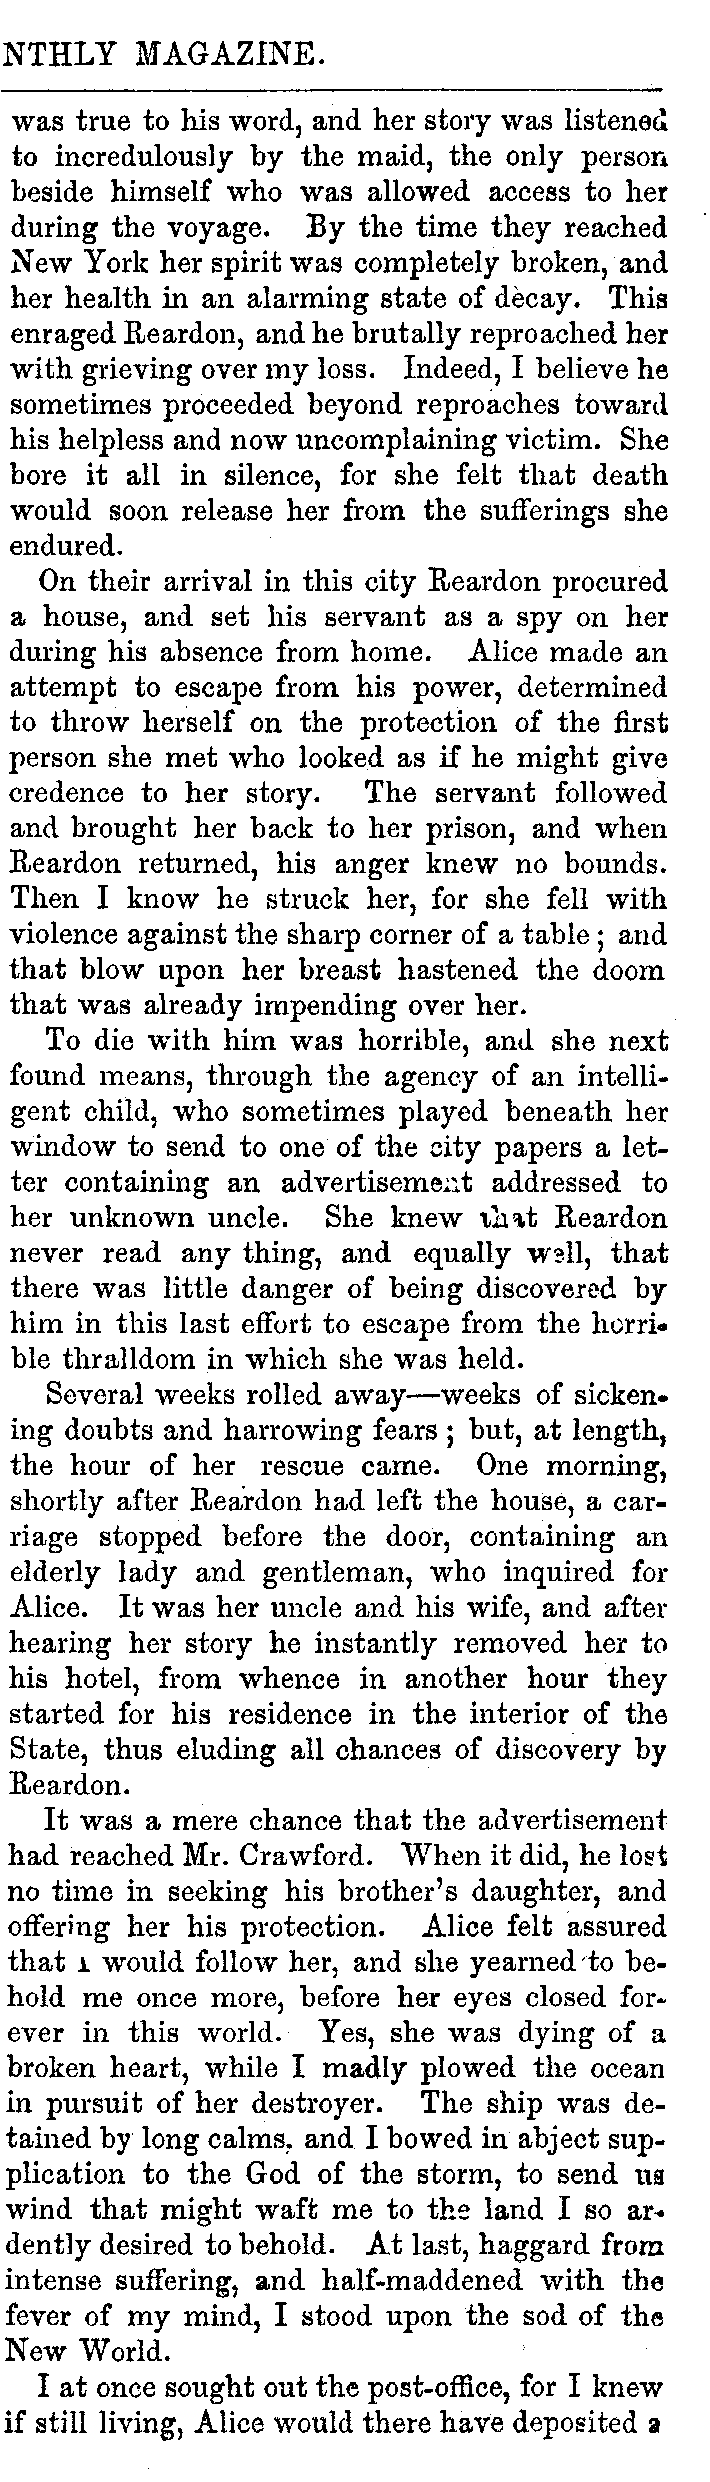 NTHLY MAGAZINE.
was true to his word, and her story was listened
to incredulously by the maid, the only person
beside himself who was allowed access to her
during the voyage. By the time they reached
New York her spirit was completely broken, and
her health in an alarming state of decay. This
enraged Reardon, and he brutally reproached her
with grieving over my loss. Indeed, I believe he
sometimes proceeded beyond reproaches toward
his helpless and now uncomplaining victim. She
bore it all in silence, for she felt that death
would soon release her from the sufferings she
endured.
On their arrival in this city Reardon procured
a house, and set his servant as a spy on her
during his absence from home. Alice made an
attempt to escape from his power, determined
to throw herself on the protection of the first
person she met who looked as if he might give
credence to her story. The servant followed
and brought her back to her prison, and when
Reardon returned, his anger knew no bounds.
Then I know he struck her, for she fell with
violence against the sharp corner of a table; and
that blow upon her breast hastened the doom
that was already impending over her.
To die with him was horrible, and she next
found means, through the agency of an intelli-
gent child, who sometimes played beneath her
window to send to one of the city papers a let-
ter containing an advertisement addressed to
her unknown uncle. She knew that Reardon
never read any thing, and equally well, that
there was little danger of being discovered by
him in this last effort to escape from the horri-
ble thralldom in which she was held.
Several weeks rolled away—weeks of sicken-
ing doubts and harrowing fears; but, at length,
the hour of her rescue came. One morning,
shortly after Reardon had left the house, a car-
riage stopped before the door, containing an
elderly lady and gentleman, who inquired for
Alice. It was her uncle and his wife, and after
hearing her story he instantly removed her to
his hotel, from whence in another hour they
started for his residence in the interior of the
State, thus eluding all chances of discovery by
Reardon.
It was a mere chance that the advertisement
had reached Mr. Crawford. When it did, he lost
no time in seeking his brother's daughter, and
offering her his protection. Alice felt assured
that I would follow her, and she yearned to be-
hold me once more, before her eyes closed for-
ever in this world. Yes, she was dying of a
broken heart, while I madly plowed the ocean
in pursuit of her destroyer. The ship was de-
tained by long calms, and I bowed in abject sup-
plication to the God of the storm, to send us
wind that might waft me to the land I so ar-
dently desired to behold. At last, haggard from
intense suffering, and half-maddened with the
fever of my mind, I stood upon the sod of the
New World.
I at once sought out the post-office, for I knew
if still living, Alice would there have deposited a